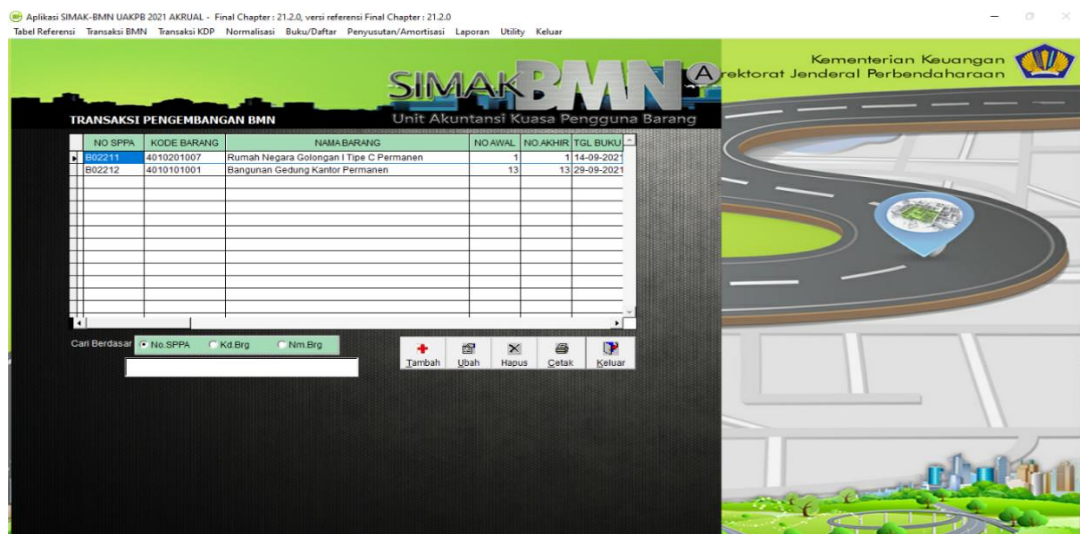 Aplikasi SIMAK-BMN UAKPB 2021 AKRUAL - Final Chapter : 21.2.0, versi referensi Final Chapter : 21.2.0
Tabel Referensi Transaksi BMN Transaksi KDP Normalisasi Buku/Daftar Penyusutan/Amortisasi Laporan Utility Keluar
Kementerian Keuangan
rektorat Jenderal Perbendaharaan
SIMAK BMN A
Unit Akuntansi Kuasa Pengguna Barang
TRANSAKSI PENGEMBANGAN BMN
NO SPPA KODE BARANG NAMA BARANG NO AWAL NO.AKHIR TGL BUKU
B02211 4010201007 Rumah Negara Golongan I Tipe C Permanen 1 1 14-09-2021
B02212 4010101001 Bangunan Gedung Kantor Permanen 13 13 29-09-2021
Cari Berdasar No.SPPA Kd.Brg Nm.Brg
Tambah Ubah Hapus Cetak Keluar